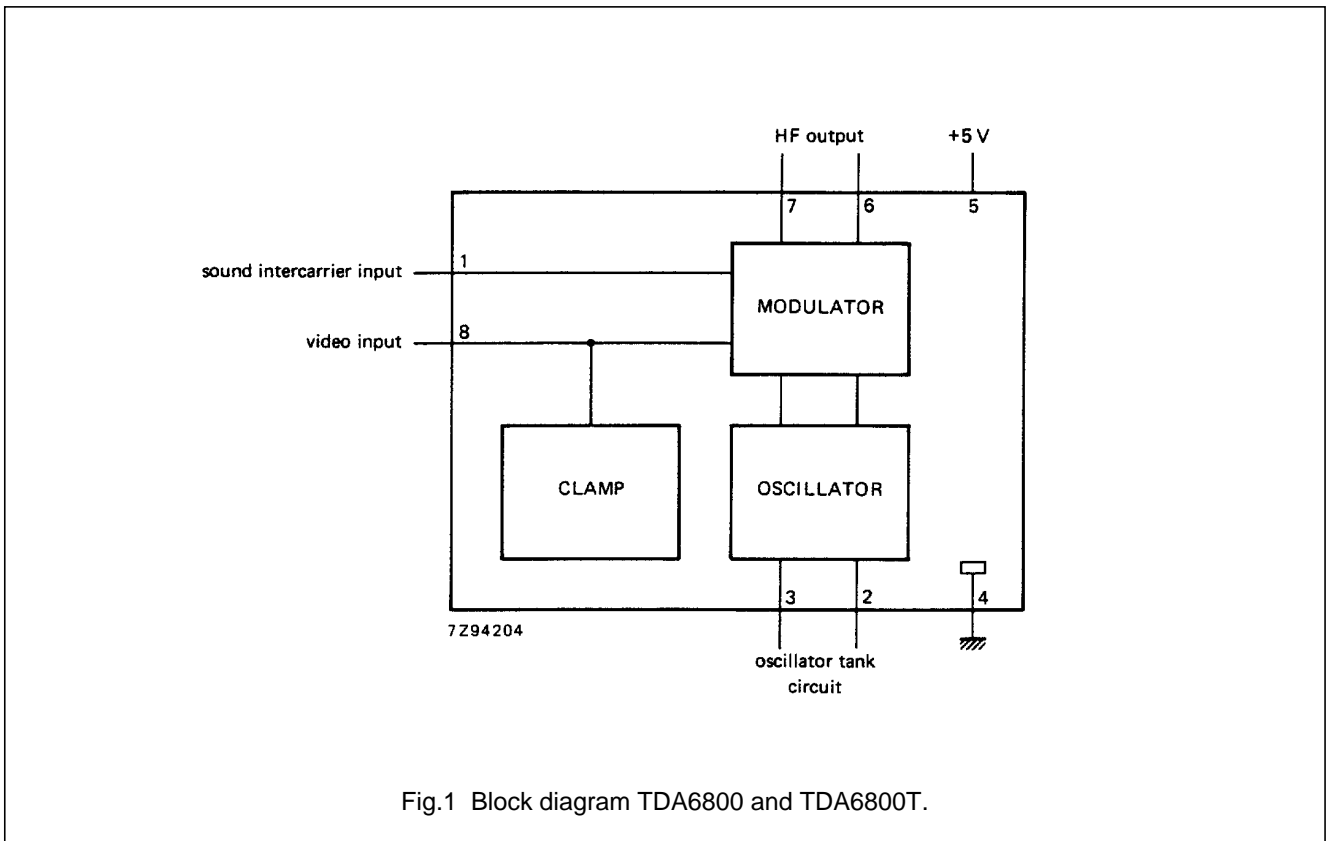 HF output
+5 V
7
6
5
sound intercarrier input
1
MODULATOR
video input
8
CLAMP
OSCILLATOR
3
2
4
7Z94204
oscillator tank
circuit
Fig.1 Block diagram TDA6800 and TDA6800T.